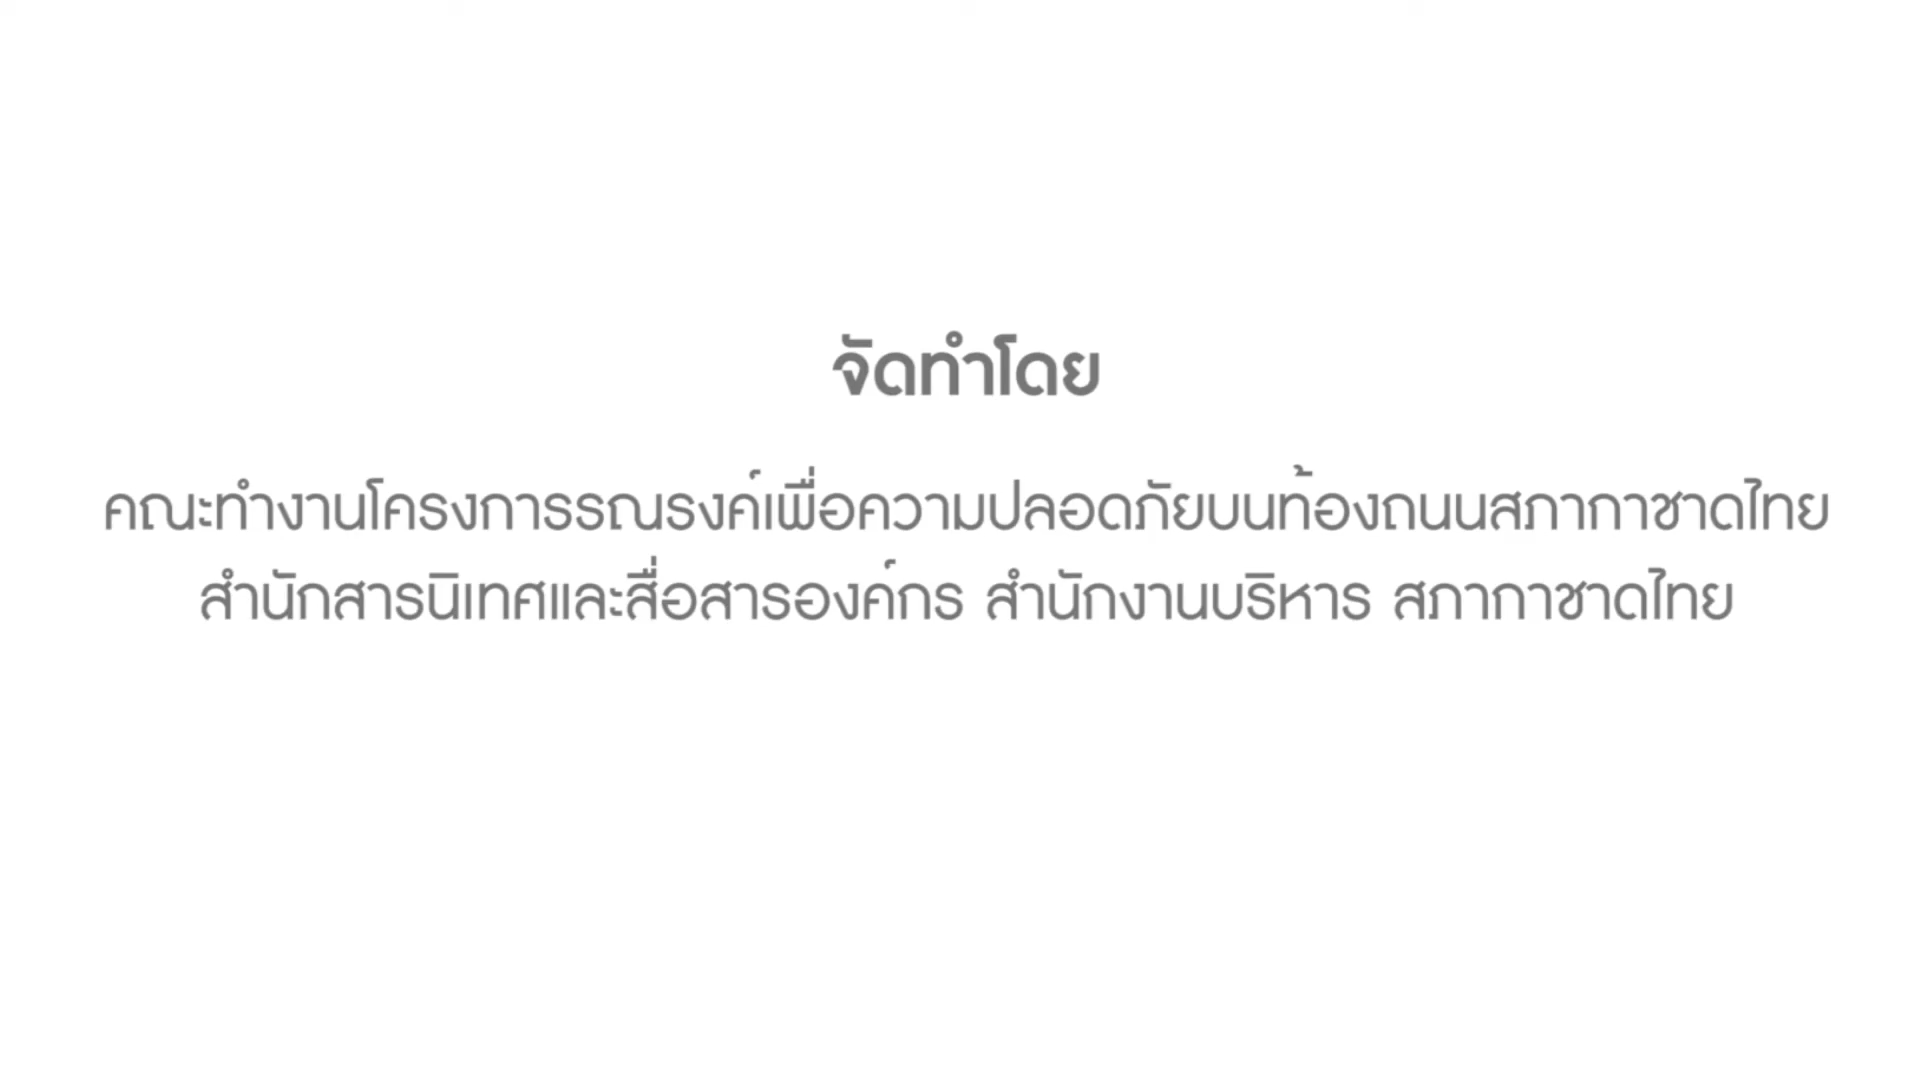 จัดทำโดย
คณะทำงานโครงการรณรงค์เพื่อความปลอดภัยบนท้องถนนสภากาชาดไทย
สำนักสารนิเทศและสื่อสารองค์กร สำนักงานบริหาร สภากาชาดไทย